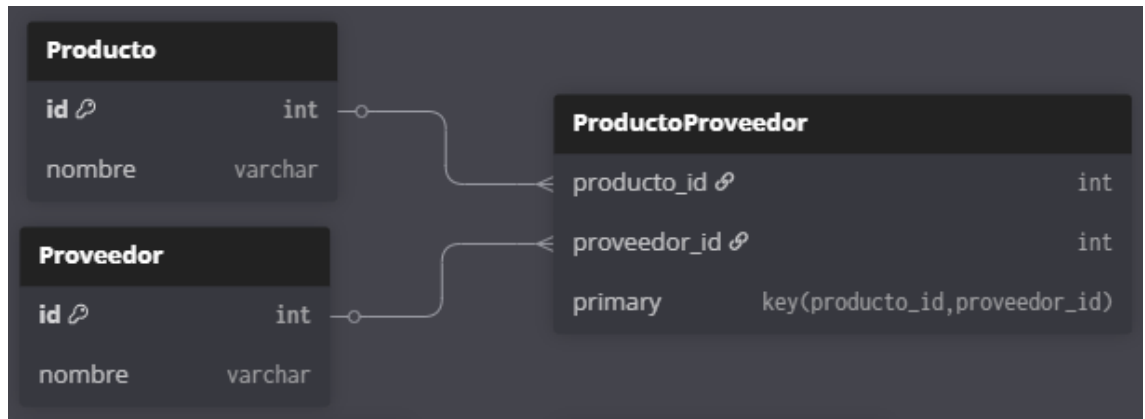 Producto
id int
nombre varchar
Proveedor
id int
nombre varchar
ProductoProveedor
producto_id int
proveedor_id int
primary key(producto_id,proveedor_id)